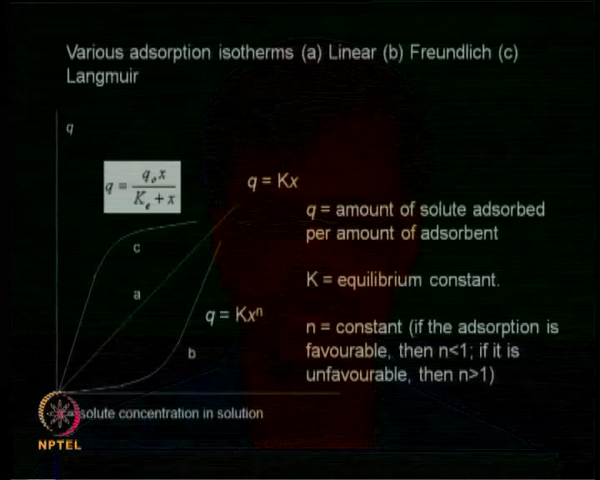 Various adsorption isotherms (a) Linear (b) Freundlich (c)
Langmuir
q
q = qₒx / Kₑ + x
q = Kx
q = amount of solute adsorbed
per amount of adsorbent
c
K = equilibrium constant.
a
q = Kxⁿ
n = constant (if the adsorption is
favourable, then n<1; if it is
unfavourable, then n>1)
b
solute concentration in solution
NPTEL